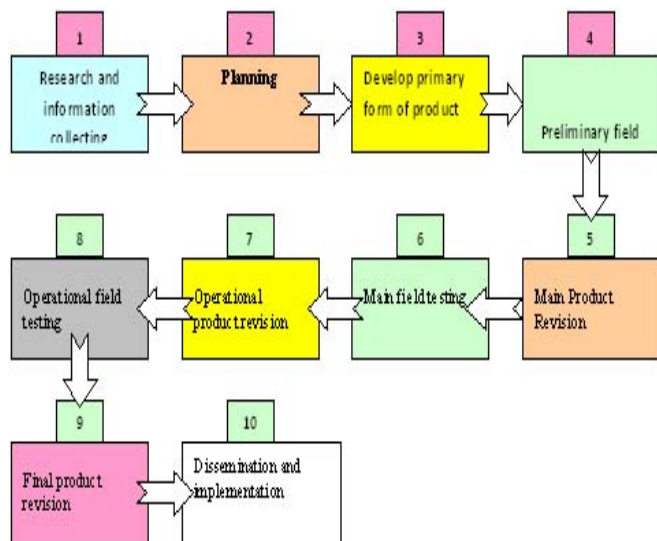 1
Research and
information
collecting
2
Planning
3
Develop primary
form of product
4
Preliminary field
5
Main Product
Revision
6
Main field testing
7
Operational
product revision
8
Operational field
testing
9
Final product
revision
10
Dissemination and
implementation